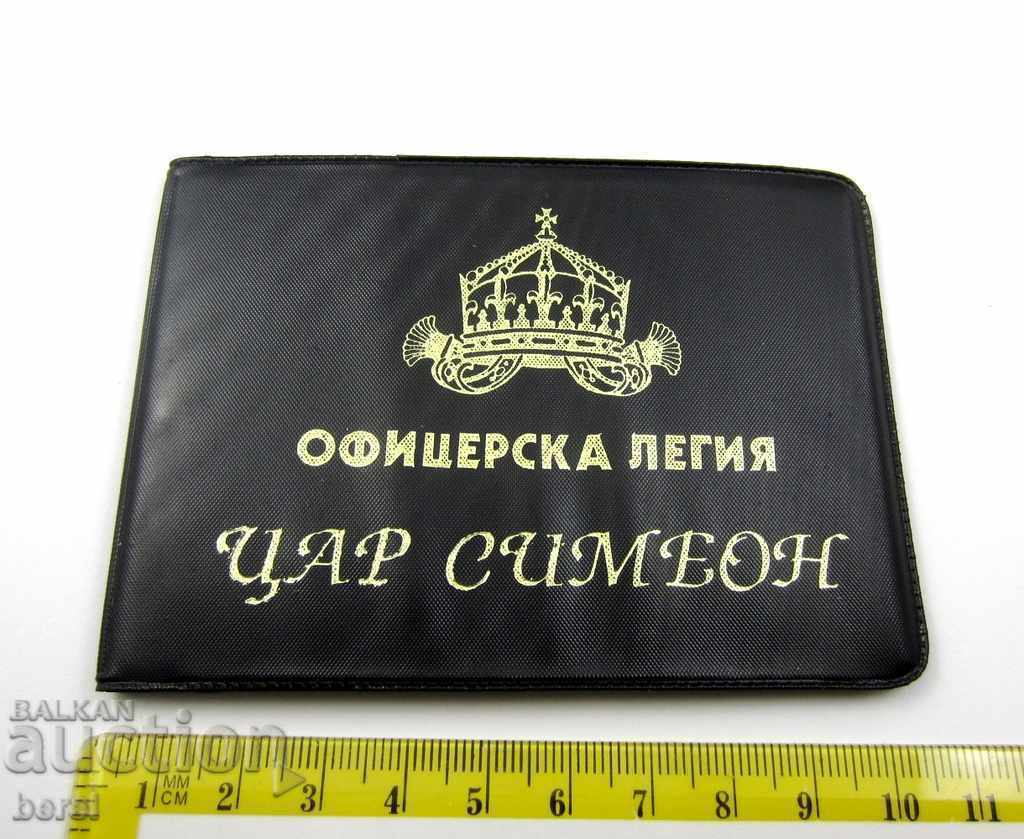 ОФИЦЕРСКА ЛЕГИЯ
ЦАР СИМЕОН
BALKAN
auction
bersi
1 MM CM 2 3 4 5 6 7 8 9 10 11